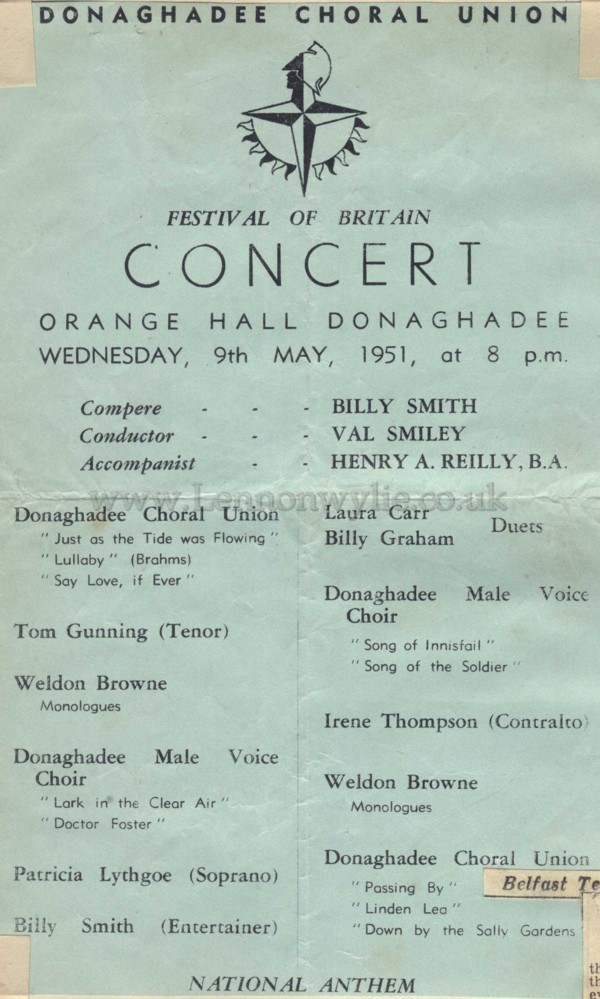 DONAGHADEE CHORAL UNION
FESTIVAL OF BRITAIN
CONCERT
ORANGE HALL DONAGHADEE
WEDNESDAY, 9th MAY, 1951, at 8 p.m.
Compere - - - BILLY SMITH
Conductor - - - VAL SMILEY
Accompanist - - HENRY A. REILLY, B.A.
www.Lennonwylie.co.uk
Donaghadee Choral Union
"Just as the Tide was Flowing"
"Lullaby" (Brahms)
"Say Love, if Ever"
Tom Gunning (Tenor)
Weldon Browne
Monologues
Donaghadee Male Voice
Choir
"Lark in the Clear Air"
"Doctor Foster"
Patricia Lythgoe (Soprano)
Billy Smith (Entertainer)
Laura Carr
Billy Graham Duets
Donaghadee Male Voice
Choir
"Song of Innisfail"
"Song of the Soldier"
Irene Thompson (Contralto)
Weldon Browne
Monologues
Donaghadee Choral Union
"Passing By"
"Linden Lea"
"Down by the Sally Gardens
Belfast Te
NATIONAL ANTHEM